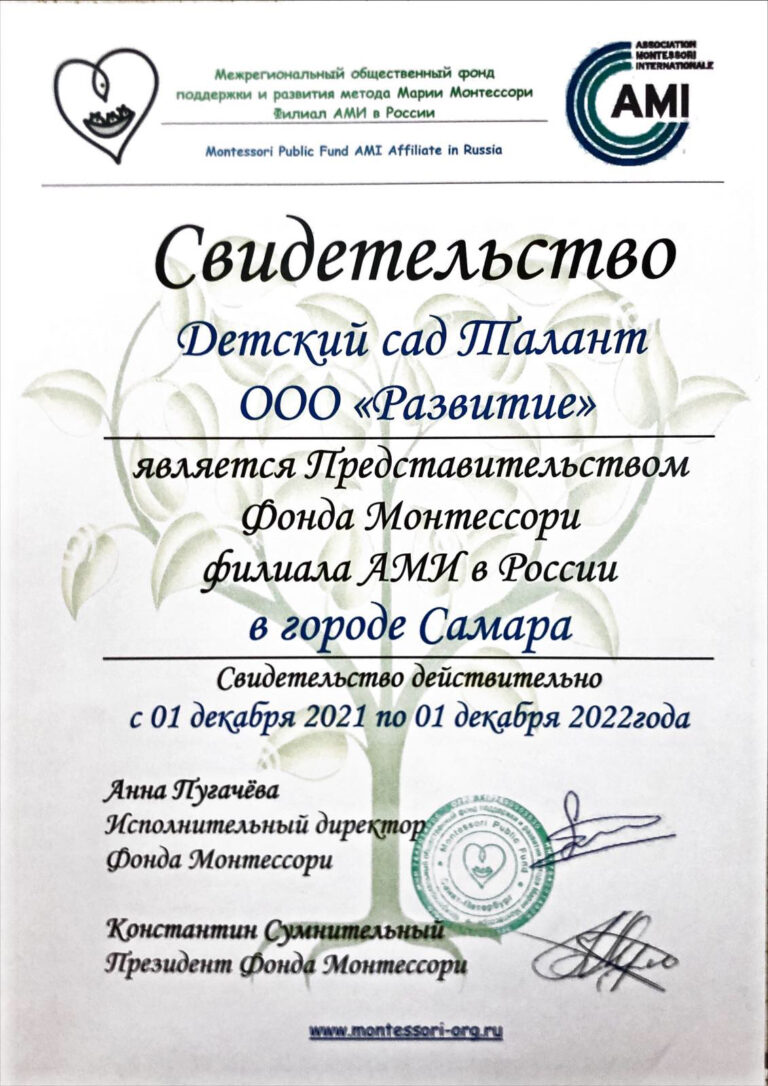 Межрегиональный общественный фонд
поддержки и развития метода Марии Монтессори
Филиал АМИ в России
Montessori Public Fund AMI Affiliate in Russia
ASSOCIATION
MONTESSORI
INTERNATIONALE
AMI
Свидетельство
Детский сад Талант
ООО «Развитие»
является Представительством
Фонда Монтессори
филиала АМИ в России
в городе Самара
Свидетельство действительно
с 01 декабря 2021 по 01 декабря 2022года
Анна Пугачёва
Исполнительный директор
Фонда Монтессори
Montessori Public Fund
Санкт-Петербург
Константин Сумнительный
Президент Фонда Монтессори
www.montessori-org.ru